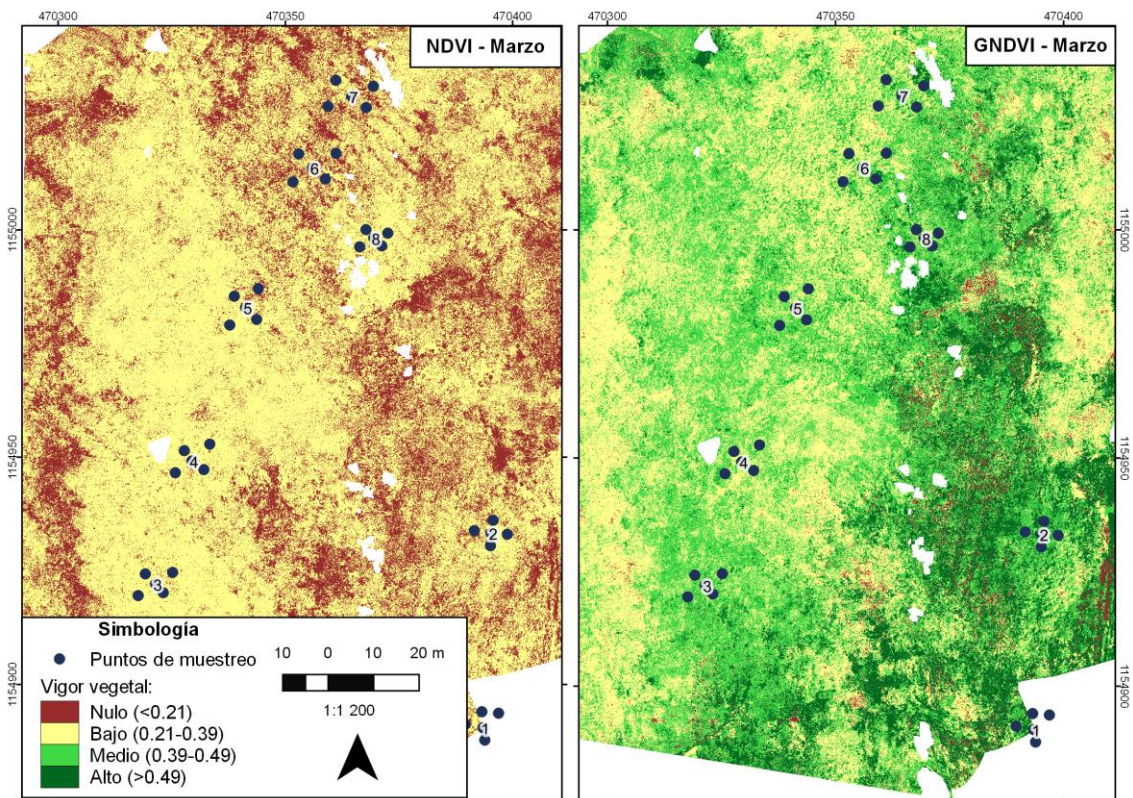 470300 470350 470400 470300 470350 470400
NDVI - Marzo GNDVI - Marzo
7 7
6 6
1155000 8 8 1155000
5 5
1154950 4 4 1154950
2 2
3 3
Simbología
Puntos de muestreo
10 0 10 20 m
Vigor vegetal:
1154900 1154900
Nulo (<0.21)
1:1 200
Bajo (0.21-0.39)
1 1
Medio (0.39-0.49)
Alto (>0.49)